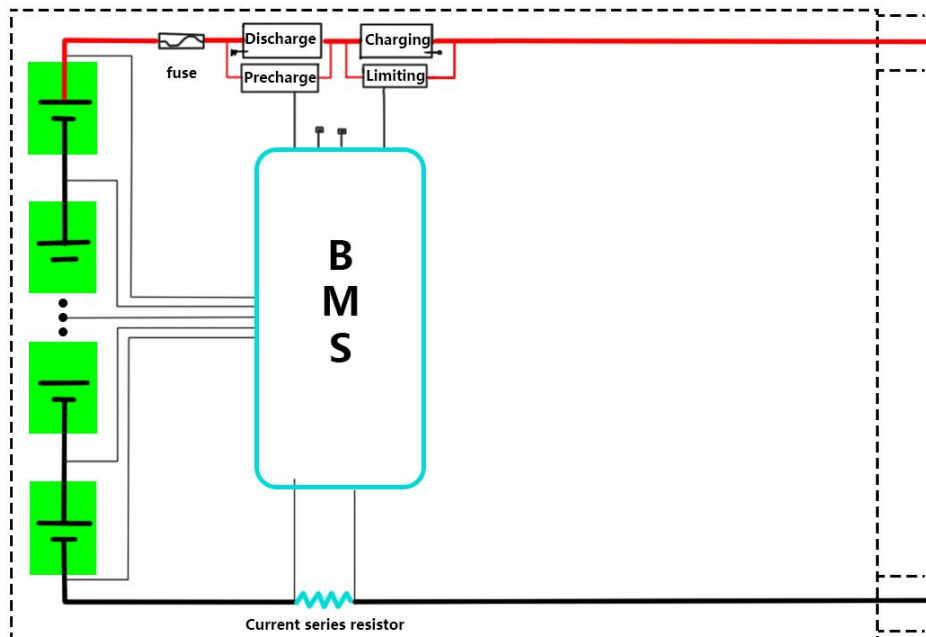 Discharge
Charging
fuse
Precharge
Limiting
B
M
S
Current series resistor